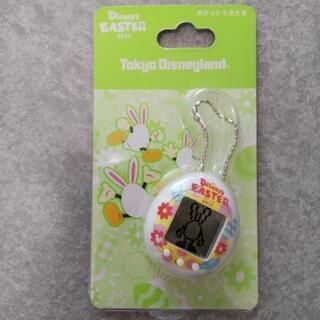 Disney's
EASTER
2011
ポケットうさたま
Tokyo Disneyland®
Disney's
EASTER